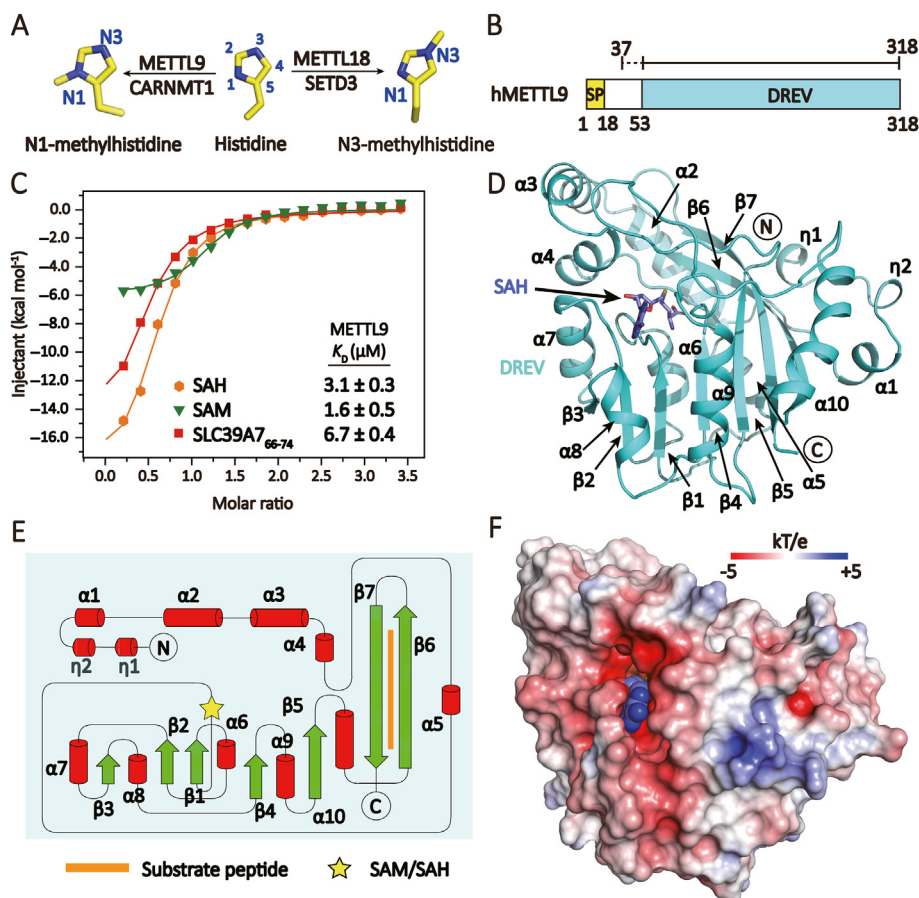 A
N3
N1
N1-methylhistidine
METTL9
CARNMT1
2 3
1 4
5
Histidine
METTL18
SETD3
N3
N1
N3-methylhistidine
B
37 318
hMETTL9 SP DREV
1 18 53 318
C
Injectant (kcal mol⁻¹)
0.0
−2.0
−4.0
−6.0
−8.0
−10.0
−12.0
−14.0
−16.0
METTL9
K_D (μM)
SAH 3.1 ± 0.3
SAM 1.6 ± 0.5
SLC39A7₆₆₋₇₄ 6.7 ± 0.4
0.0 0.5 1.0 1.5 2.0 2.5 3.0 3.5
Molar ratio
D
α3
α2
β7
β6
N
η1
α4
η2
SAH
α7
α6
DREV
α9
α1
β3
α10
α8
C
β2
β1
β4
β5
α5
E
α1 α2 α3
β7
N
α4
β6
η2 η1
β5
β2 α6
α5
α9
α7
β3 α8 β1
β4 α10
C
Substrate peptide
SAM/SAH
F
kT/e
-5 +5